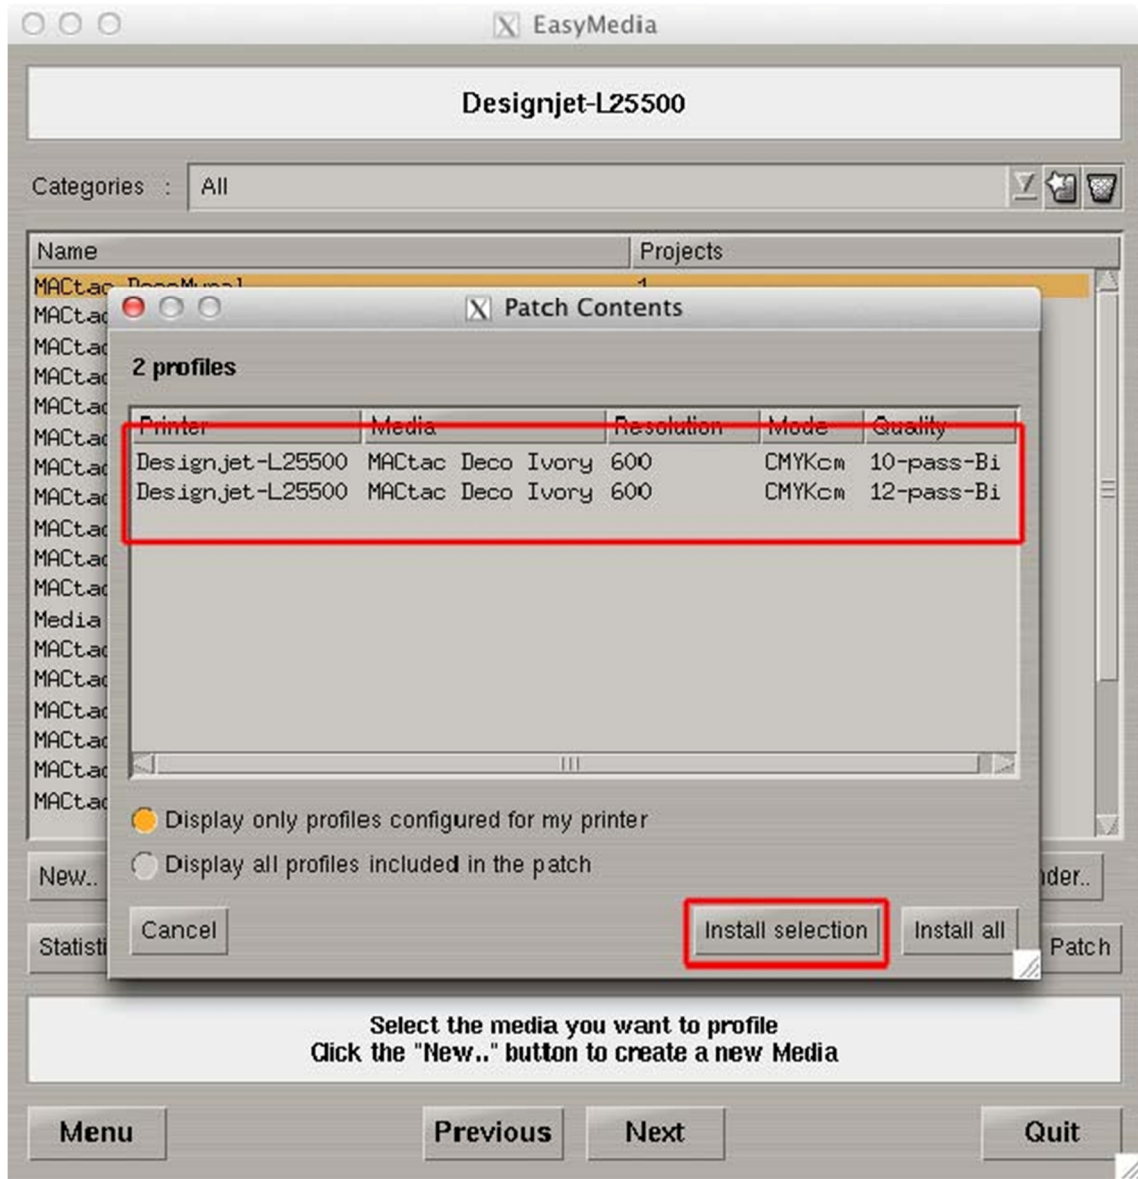 EasyMedia
Designjet-L25500
Categories : All
Name Projects
MACtac DecoMural 1
Patch Contents
2 profiles
Printer Media Resolution Mode Quality
Designjet-L25500 MACtac Deco Ivory 600 CMYKcm 10-pass-Bi
Designjet-L25500 MACtac Deco Ivory 600 CMYKcm 12-pass-Bi
MACtac
MACtac
MACtac
MACtac
MACtac
MACtac
MACtac
MACtac
MACtac
MACtac
Media
MACtac
MACtac
MACtac
MACtac
MACtac
MACtac
Display only profiles configured for my printer
Display all profiles included in the patch
New..
Cancel Install selection Install all
Patch
Select the media you want to profile
Click the "New.." button to create a new Media
Menu Previous Next Quit